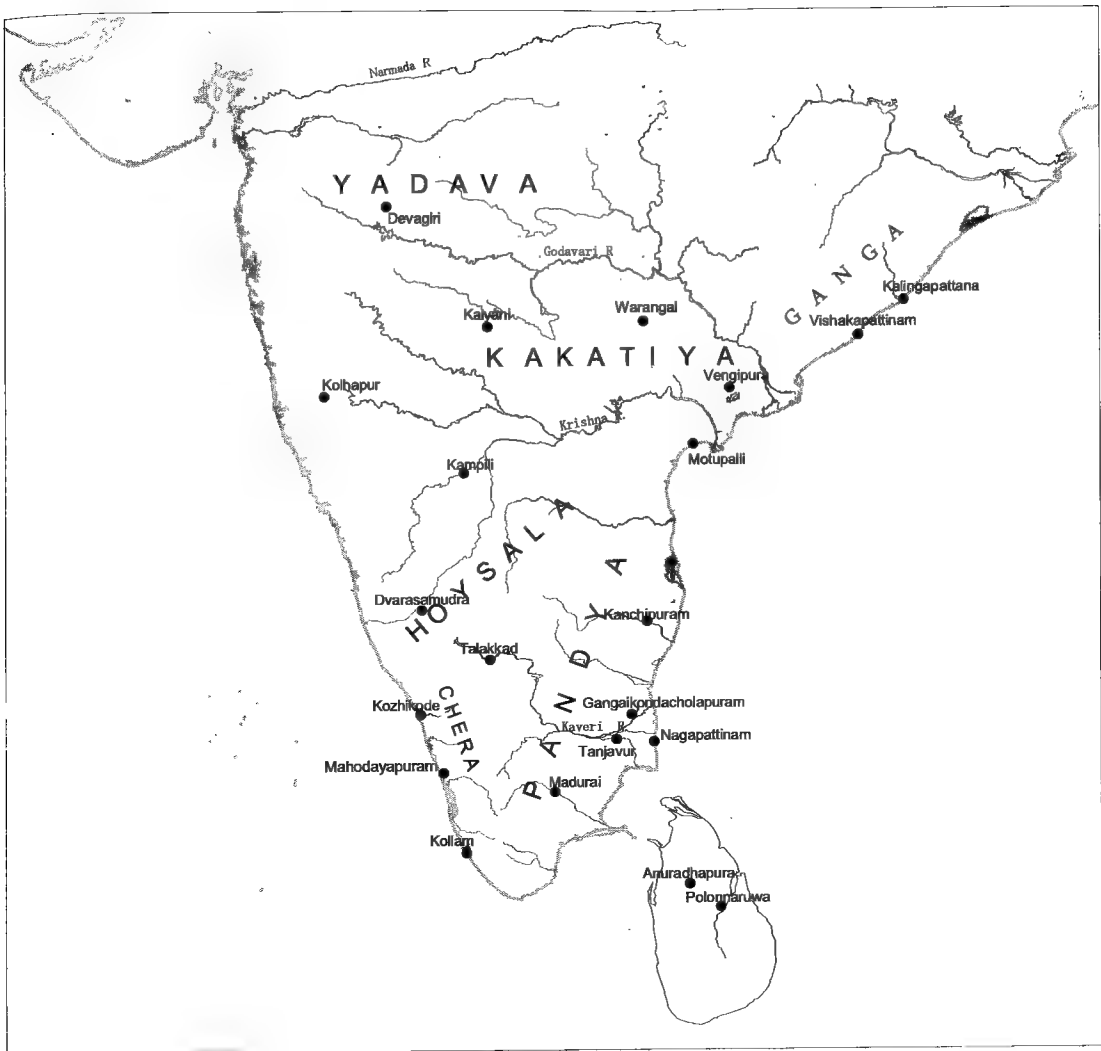 Narmada R
YADAVA
Devagiri
Godavari R
GANGA
Kalingapattana
Kalyani
Warangal
Vishakapattinam
KAKATIYA
Vengipura
Kolhapur
Krishna R
Motupalli
Kampili
HOYSALA
Dvarasamudra
PANDYA
Kanchipuram
Talakkad
CHERA
Kozhikode
Gangaikondacholapuram
Kaveri R
Tanjavur
Nagapattinam
Mahodayapuram
Madurai
Kollam
Anuradhapura
Polonnaruwa